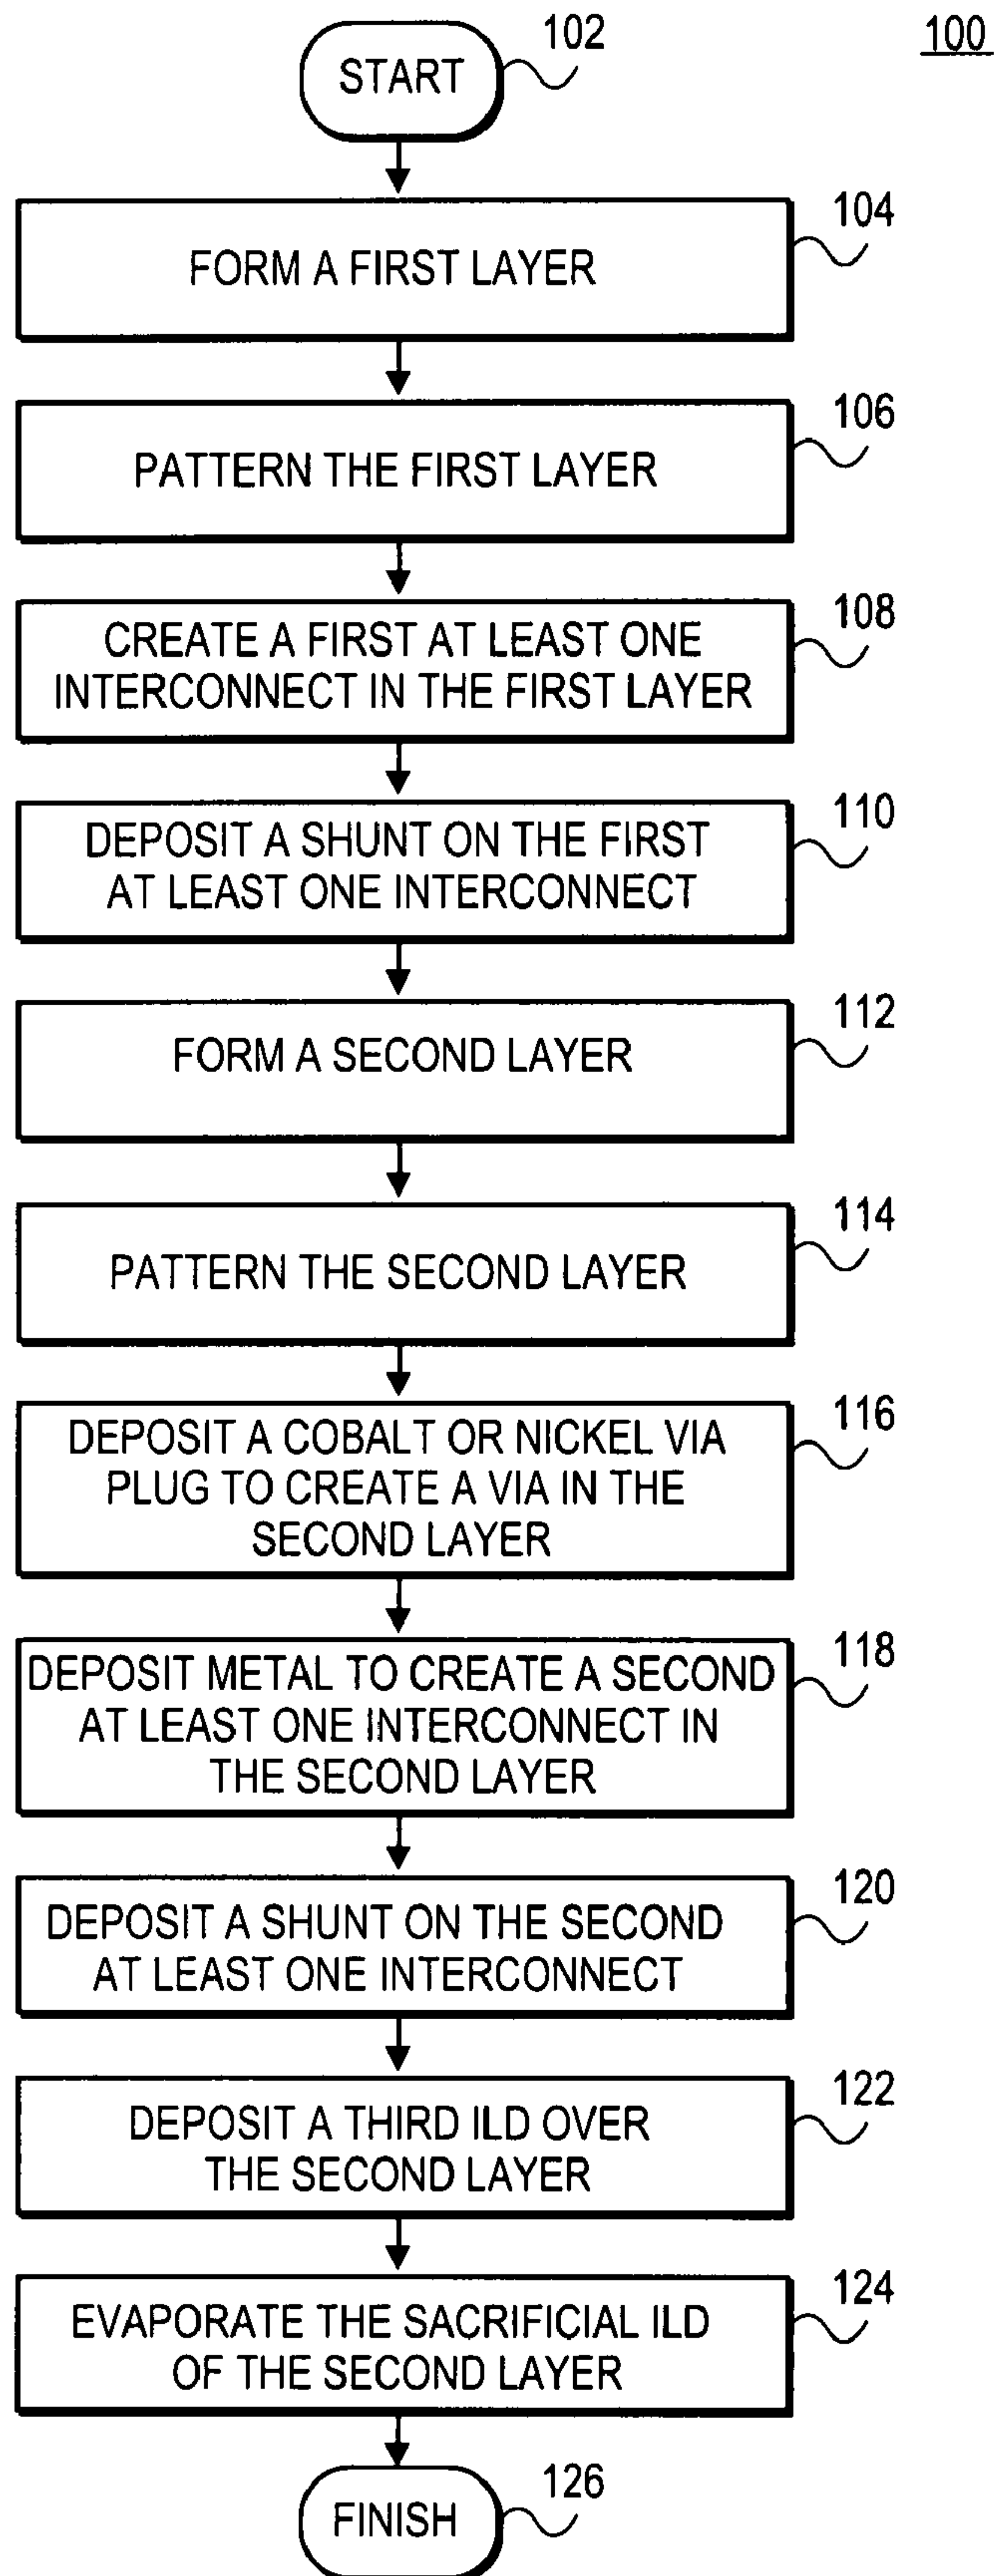 100
START
102
FORM A FIRST LAYER
104
PATTERN THE FIRST LAYER
106
CREATE A FIRST AT LEAST ONE
INTERCONNECT IN THE FIRST LAYER
108
DEPOSIT A SHUNT ON THE FIRST
AT LEAST ONE INTERCONNECT
110
FORM A SECOND LAYER
112
PATTERN THE SECOND LAYER
114
DEPOSIT A COBALT OR NICKEL VIA
PLUG TO CREATE A VIA IN THE
SECOND LAYER
116
DEPOSIT METAL TO CREATE A SECOND
AT LEAST ONE INTERCONNECT IN
THE SECOND LAYER
118
DEPOSIT A SHUNT ON THE SECOND
AT LEAST ONE INTERCONNECT
120
DEPOSIT A THIRD ILD OVER
THE SECOND LAYER
122
EVAPORATE THE SACRIFICIAL ILD
OF THE SECOND LAYER
124
FINISH
126